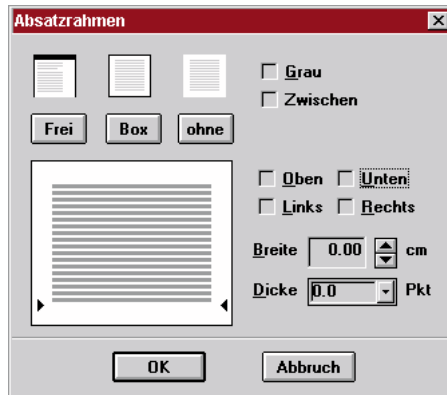 Absatzrahmen
Grau
Zwischen
Frei Box ohne
Oben Unten
Links Rechts
Breite 0.00 cm
Dicke 0.0 Pkt
OK Abbruch